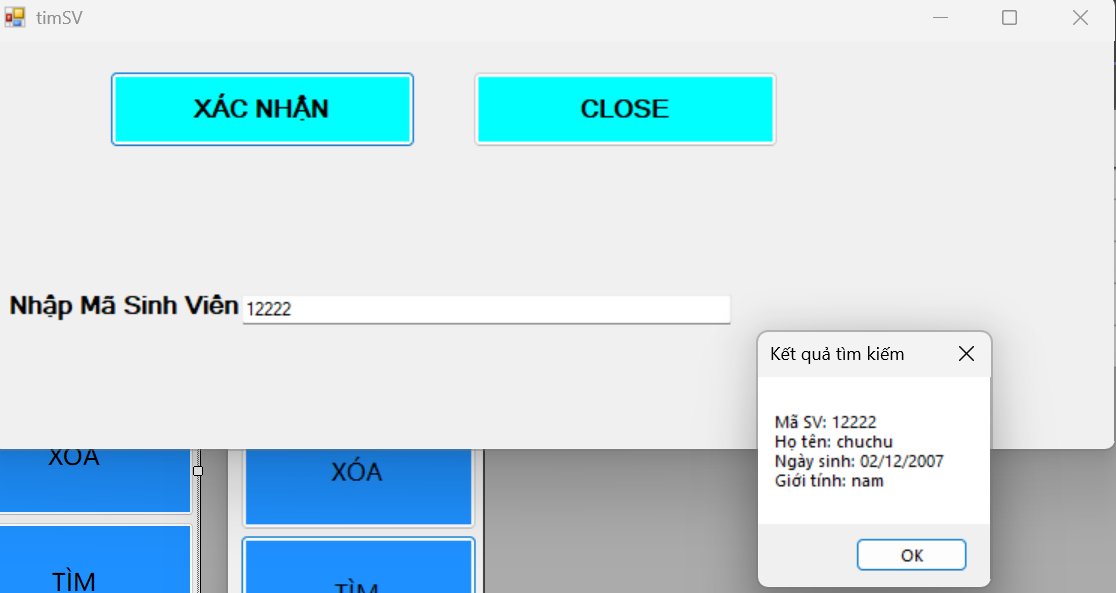 timSV
XÁC NHẬN
CLOSE
Nhập Mã Sinh Viên
12222
Kết quả tìm kiếm
Mã SV: 12222
Họ tên: chuchu
Ngày sinh: 02/12/2007
Giới tính: nam
OK
XÓA
XÓA
TÌM
TÌM